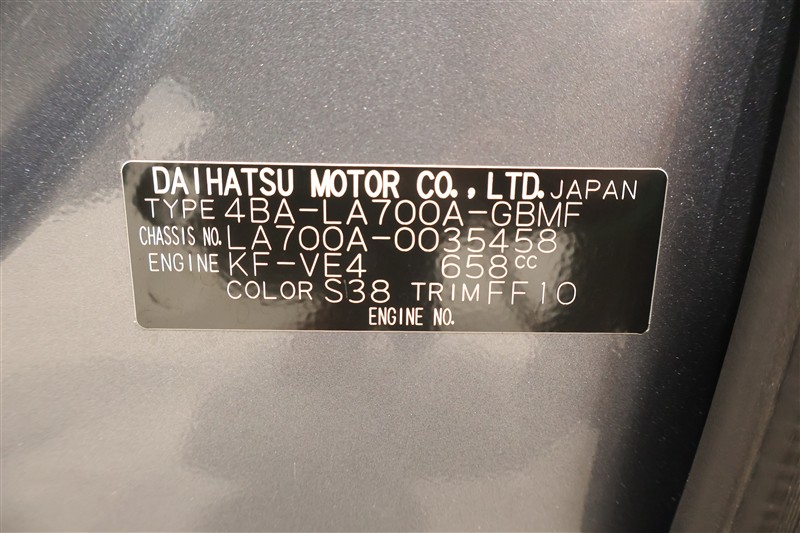 DAIHATSU MOTOR CO., LTD. JAPAN
TYPE 4BA-LA700A-GBMF
CHASSIS NO. LA700A-0035458
ENGINE KF-VE4 658cc
COLOR S38 TRIM FF10
ENGINE NO.